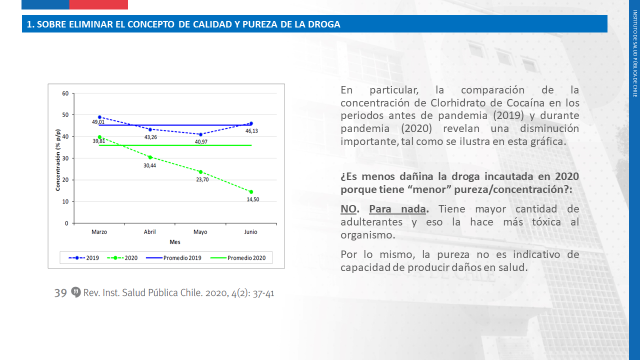 1. SOBRE ELIMINAR EL CONCEPTO DE CALIDAD Y PUREZA DE LA DROGA
INSTITUTO DE SALUD PÚBLICA DE CHILE
Concentración (% p/p)
60
50
40
30
20
10
0
49,01
43,26
40,97
46,13
39,81
30,44
23,70
14,50
Marzo
Abril
Mayo
Junio
Mes
2019
2020
Promedio 2019
Promedio 2020
39 Rev. Inst. Salud Pública Chile. 2020, 4(2): 37-41
En particular, la comparación de la
concentración de Clorhidrato de Cocaína en los
periodos antes de pandemia (2019) y durante
pandemia (2020) revelan una disminución
importante, tal como se ilustra en esta gráfica.
¿Es menos dañina la droga incautada en 2020
porque tiene “menor” pureza/concentración?:
NO. Para nada. Tiene mayor cantidad de
adulterantes y eso la hace más tóxica al
organismo.
Por lo mismo, la pureza no es indicativo de
capacidad de producir daños en salud.